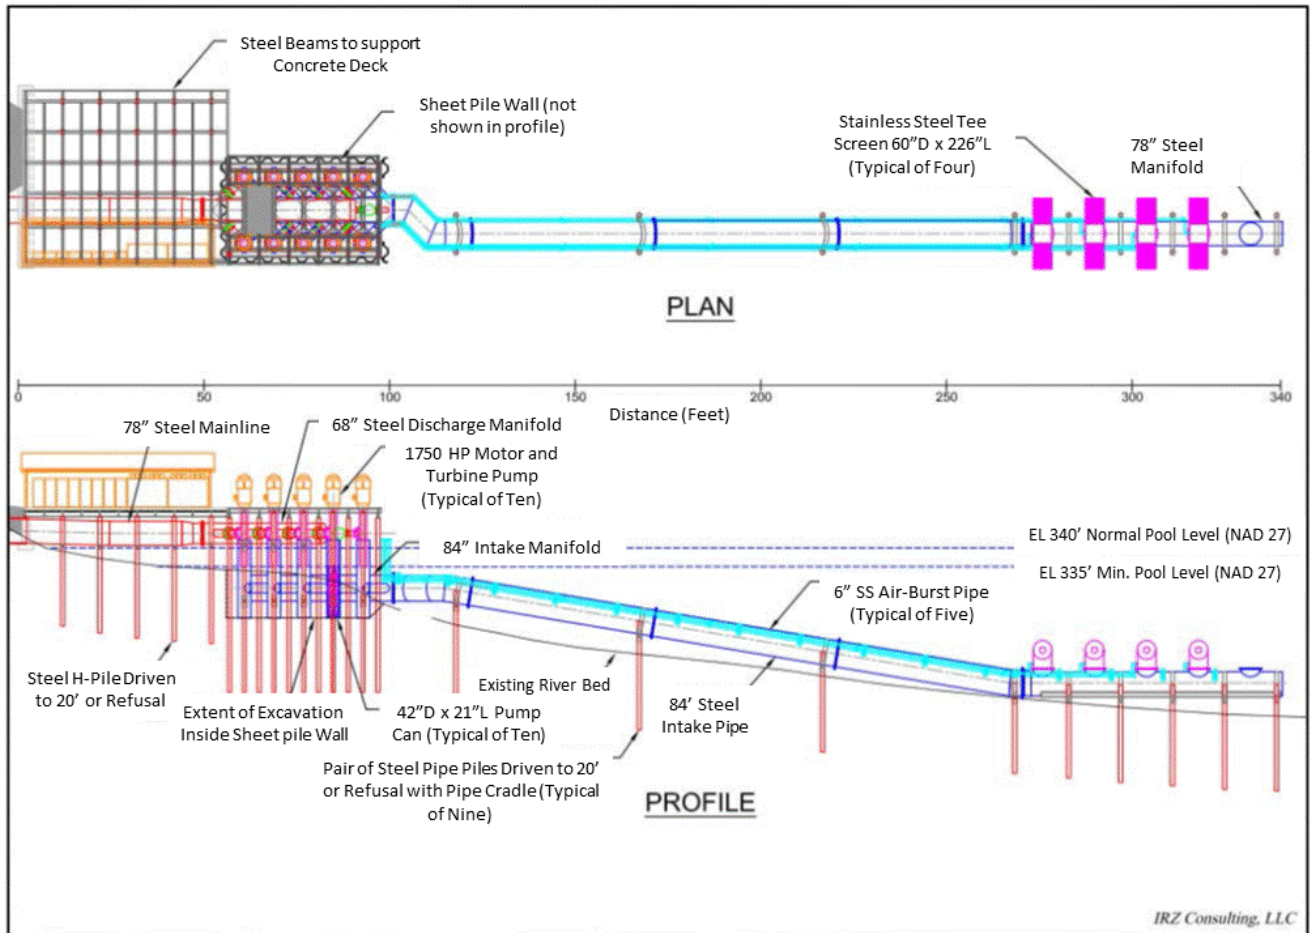 Steel Beams to support
Concrete Deck
Sheet Pile Wall (not
shown in profile)
Stainless Steel Tee
Screen 60”D x 226”L
(Typical of Four)
78” Steel
Manifold
PLAN
0
50
100
150
200
250
300
340
Distance (Feet)
78” Steel Mainline
68” Steel Discharge Manifold
1750 HP Motor and
Turbine Pump
(Typical of Ten)
84” Intake Manifold
EL 340’ Normal Pool Level (NAD 27)
EL 335’ Min. Pool Level (NAD 27)
6” SS Air-Burst Pipe
(Typical of Five)
Steel H-Pile Driven
to 20’ or Refusal
Extent of Excavation
Inside Sheet pile Wall
42”D x 21”L Pump
Can (Typical of Ten)
Existing River Bed
84’ Steel
Intake Pipe
Pair of Steel Pipe Piles Driven to 20’
or Refusal with Pipe Cradle (Typical
of Nine)
PROFILE
IRZ Consulting, LLC